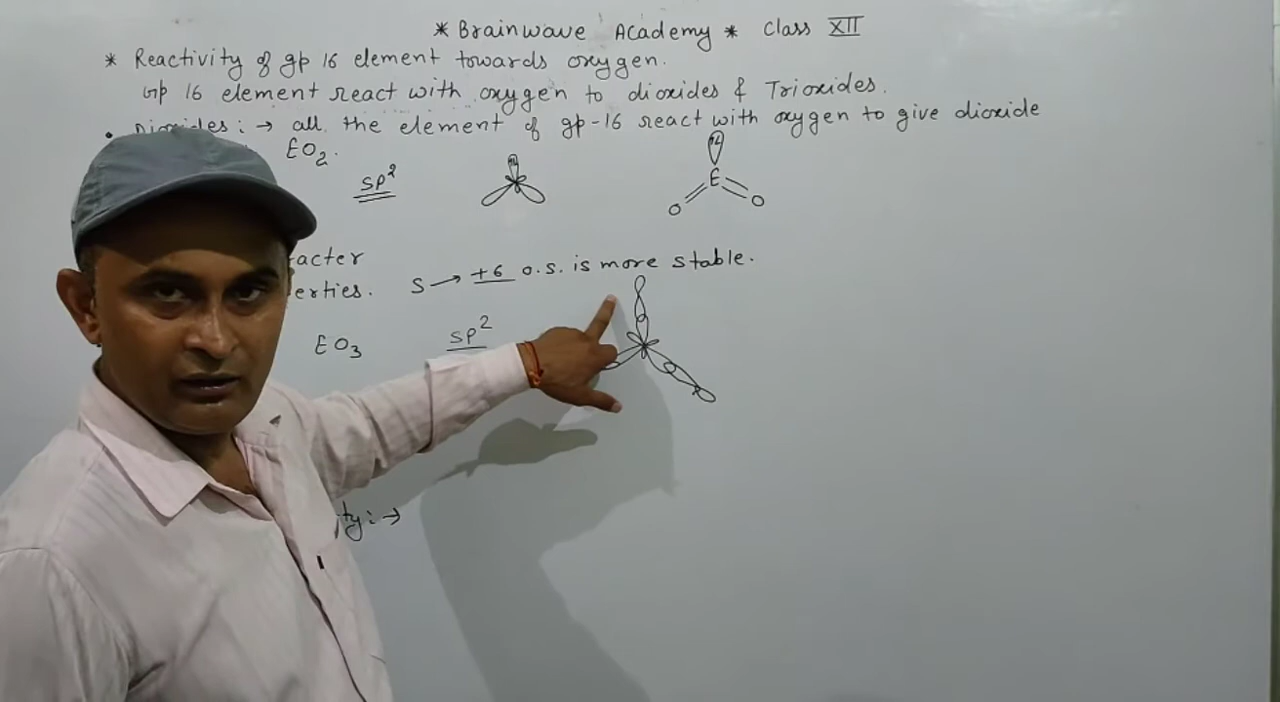 * Brainwave Academy * Class XII
* Reactivity of gp 16 element towards oxygen.
Gp 16 element react with oxygen to dioxides & Trioxides.
• Dioxides : → all the element of gp-16 react with oxygen to give dioxide
EO₂.
sp²
E
O O
acter
erties. S → +6 o.s. is more stable.
EO₃ sp²
ty : →